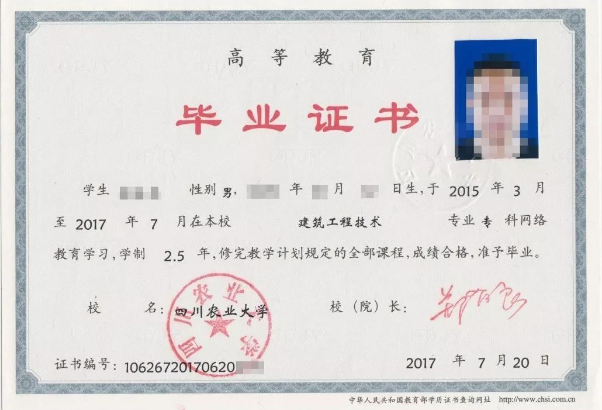 高等教育
毕业证书
学生 性别 男, 年 月 日生,于 2015 年 3 月
至 2017 年 7 月在本校 建筑工程技术 专业 专 科网络
教育学习,学制 2.5 年,修完教学计划规定的全部课程,成绩合格,准予毕业。
校 名: 四川农业大学 校(院)长:
四川农业大学
证书编号: 10626720170620 2017 年 7 月 20 日
中华人民共和国教育部学历证书查询网址 http://www.chsi.com.cn